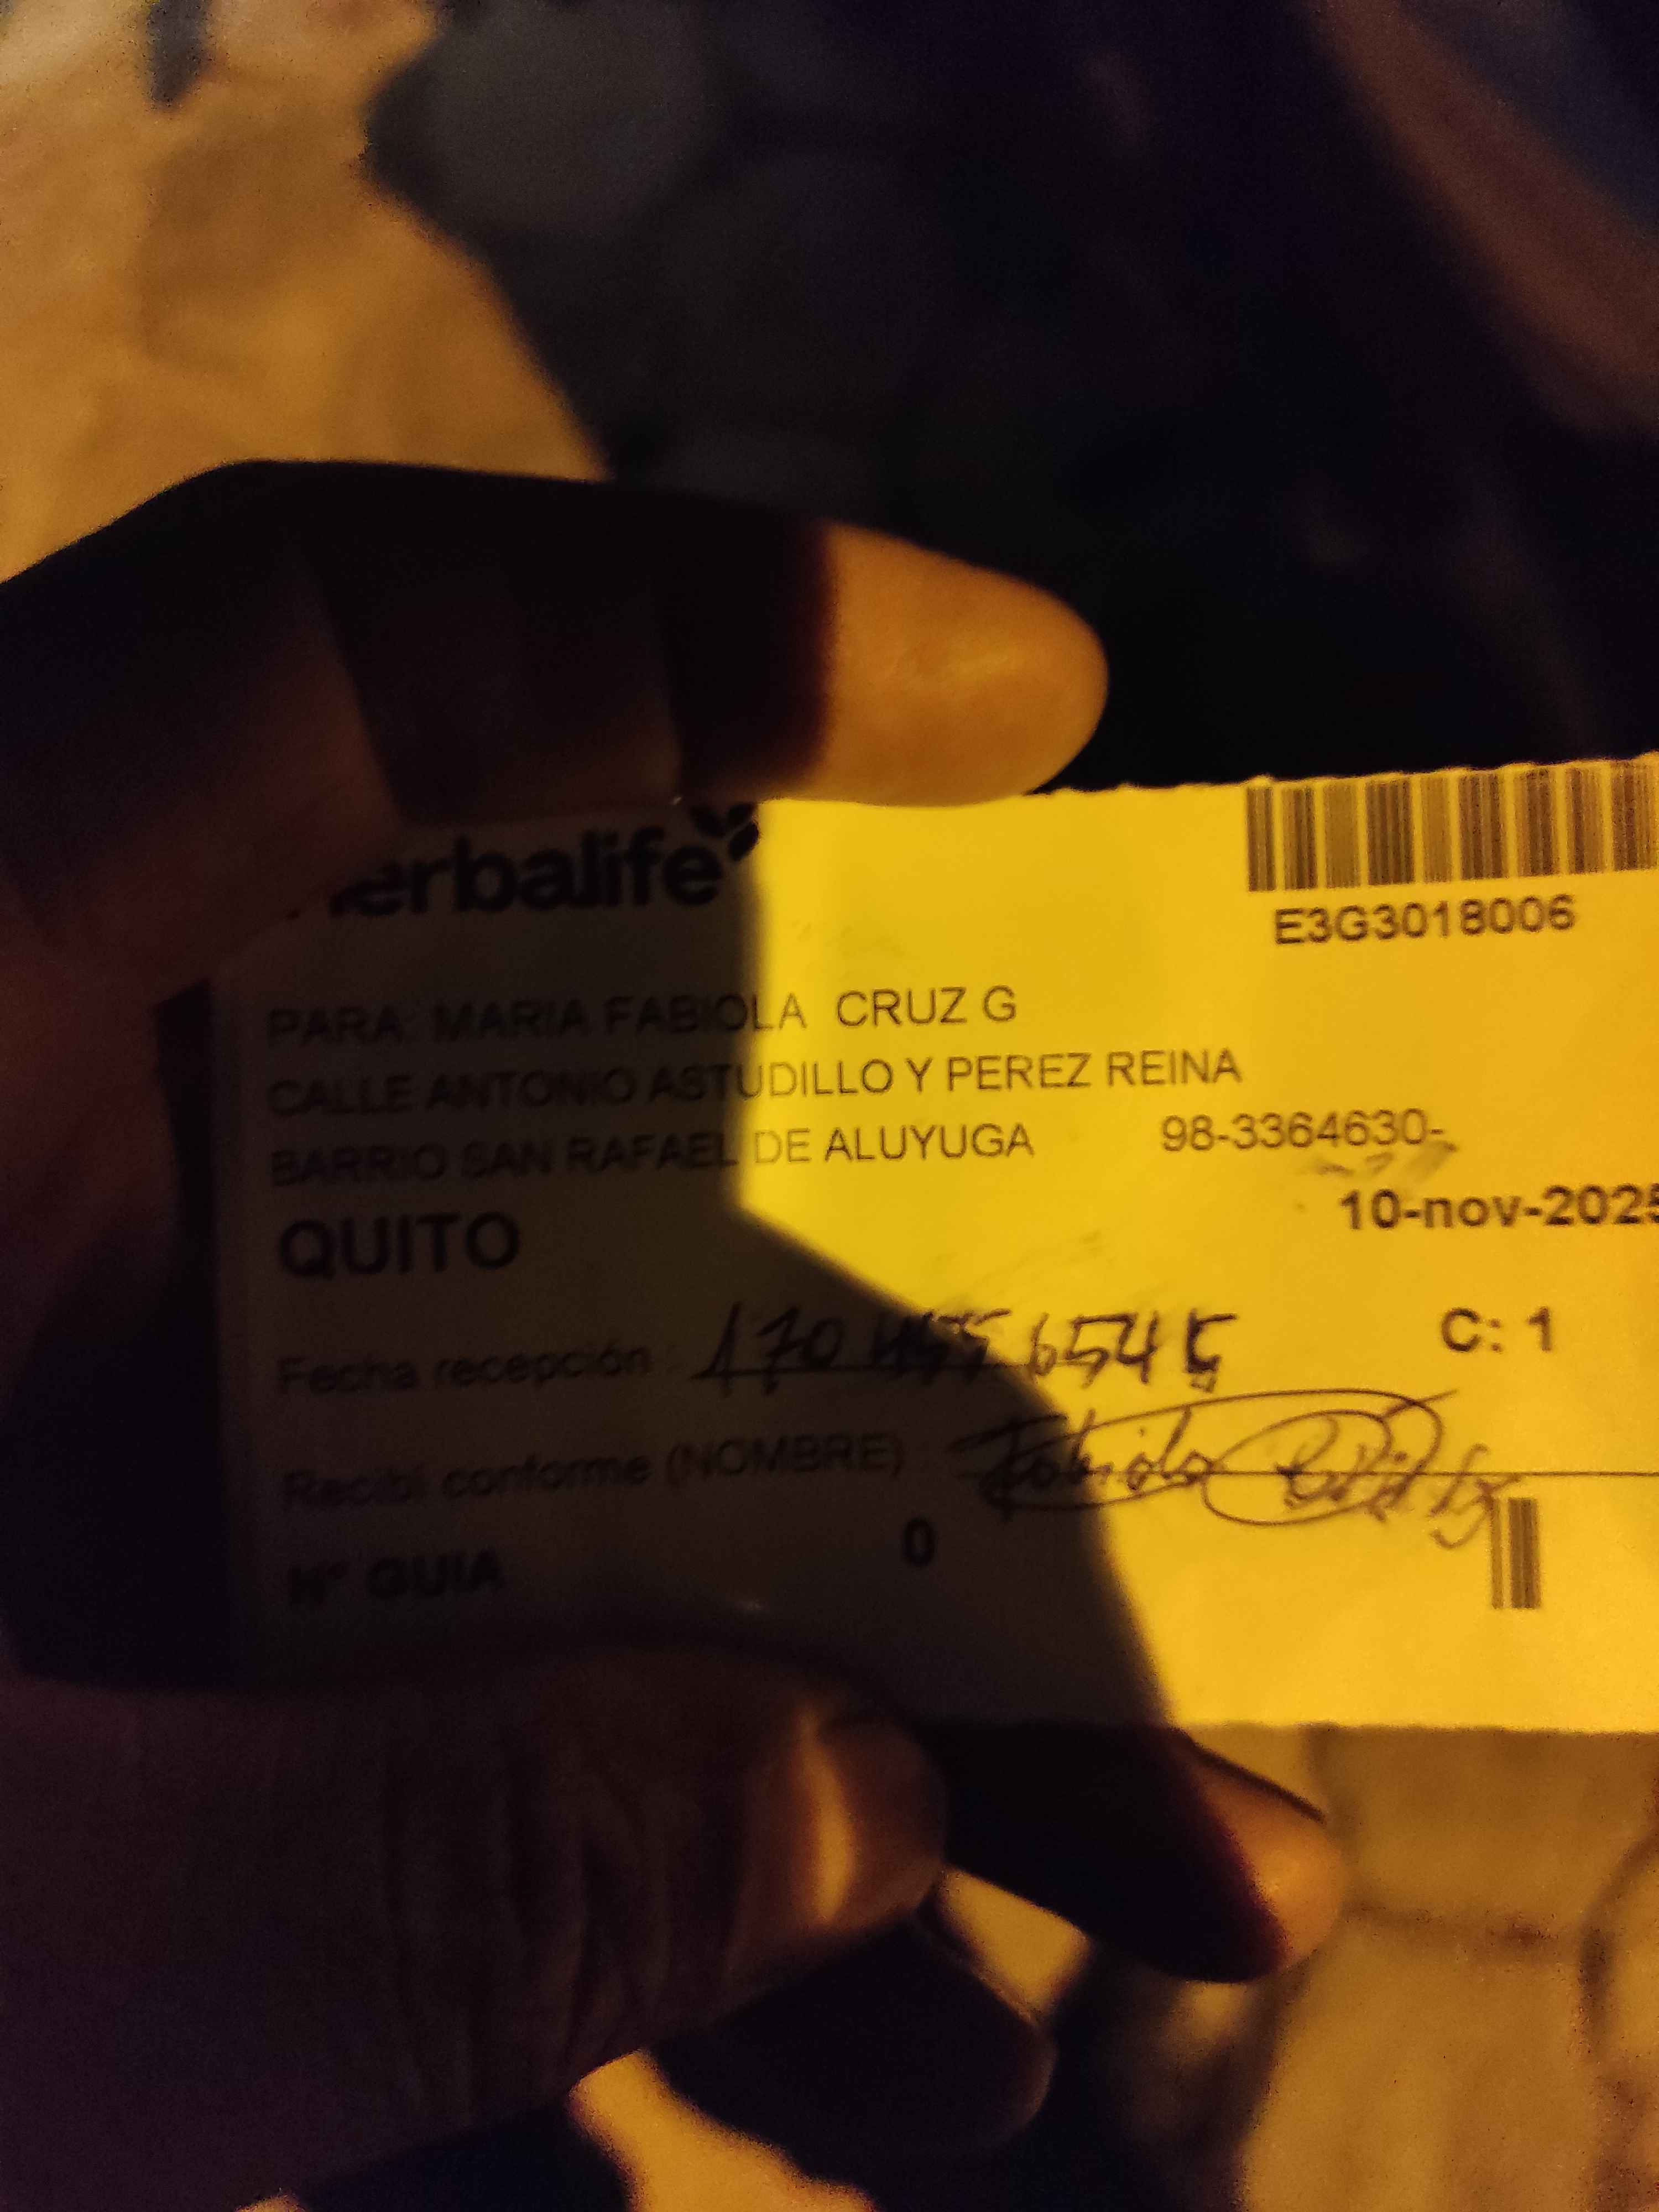 Herbalife
E3G3018006
PARA: MARIA FABIOLA CRUZ G
CALLE ANTONIO ASTUDILLO Y PEREZ REINA
BARRIO SAN RAFAEL DE ALUYUGA 98-3364630-
10-nov-2025
QUITO
C: 1
Fecha recepción :
Recibí conforme (NOMBRE) : Fabiola
N° GUIA 0